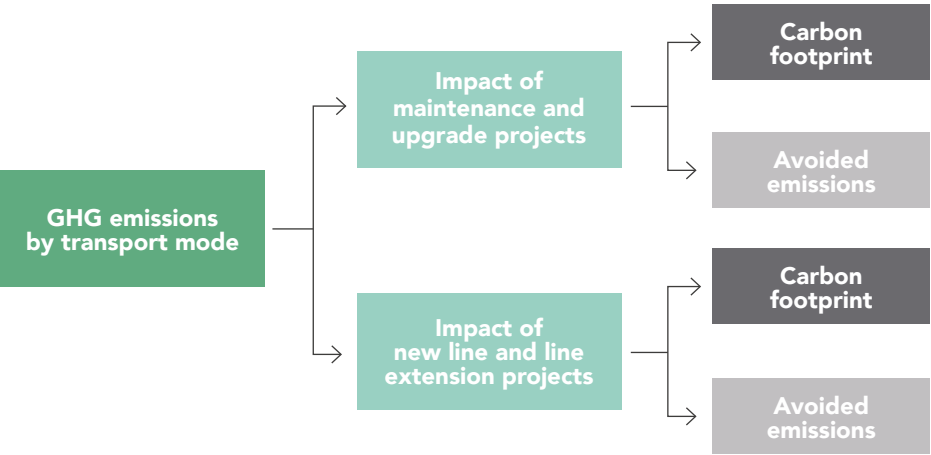 GHG emissions
by transport mode
Impact of
maintenance and
upgrade projects
Carbon
footprint
Avoided
emissions
Impact of
new line and line
extension projects
Carbon
footprint
Avoided
emissions